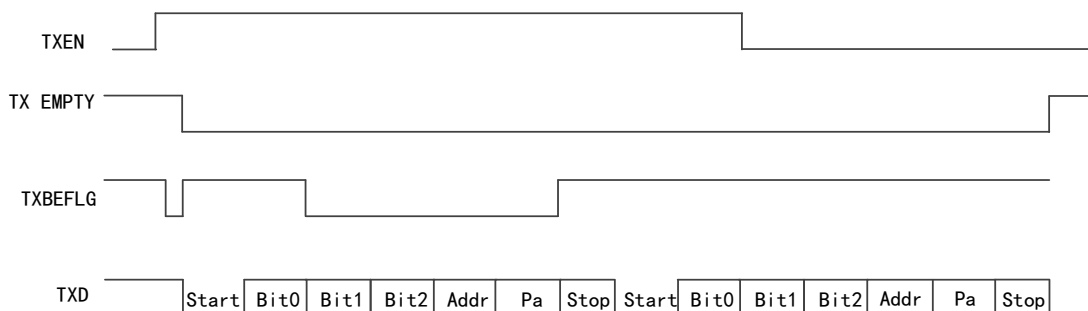 TXEN
TX EMPTY
TXBEFLG
TXD Start Bit0 Bit1 Bit2 Addr Pa Stop Start Bit0 Bit1 Bit2 Addr Pa Stop